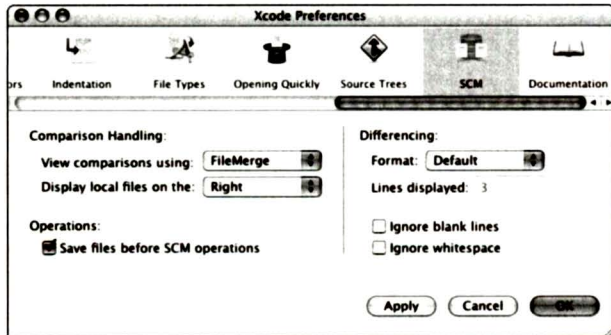 Xcode Preferences
ors Indentation File Types Opening Quickly Source Trees SCM Documentation
Comparison Handling:
View comparisons using: FileMerge
Display local files on the: Right
Operations:
Save files before SCM operations
Differencing:
Format: Default
Lines displayed: 3
Ignore blank lines
Ignore whitespace
Apply Cancel OK